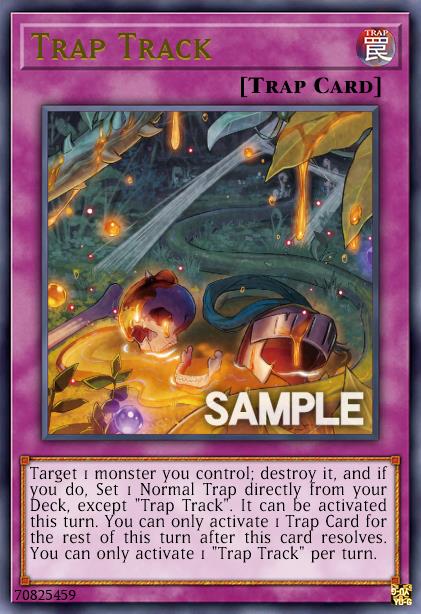 Trap Track
TRAP
罠
[Trap Card]
SAMPLE
Target 1 monster you control; destroy it, and if
you do, Set 1 Normal Trap directly from your
Deck, except "Trap Track". It can be activated
this turn. You can only activate 1 Trap Card for
the rest of this turn after this card resolves.
You can only activate 1 "Trap Track" per turn.
70825459